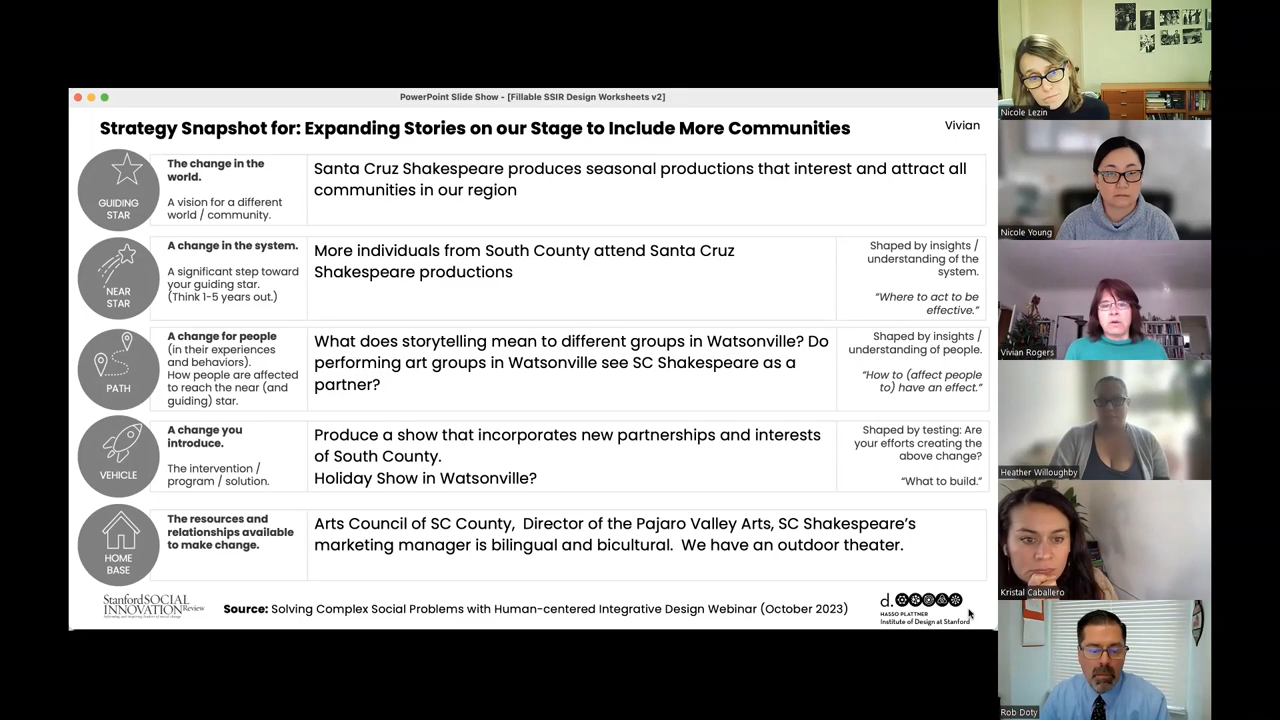 PowerPoint Slide Show - [Fillable SSIR Design Worksheets v2]
Strategy Snapshot for: Expanding Stories on our Stage to Include More Communities
Vivian
GUIDING
STAR
The change in the
world.
A vision for a different
world / community.
Santa Cruz Shakespeare produces seasonal productions that interest and attract all
communities in our region
NEAR
STAR
A change in the system.
A significant step toward
your guiding star.
(Think 1-5 years out.)
More individuals from South County attend Santa Cruz
Shakespeare productions
Shaped by insights /
understanding of the
system.
“Where to act to be
effective.”
PATH
A change for people
(in their experiences
and behaviors).
How people are affected
to reach the near (and
guiding) star.
What does storytelling mean to different groups in Watsonville? Do
performing art groups in Watsonville see SC Shakespeare as a
partner?
Shaped by insights /
understanding of people.
“How to (affect people
to) have an effect.”
VEHICLE
A change you
introduce.
The intervention /
program / solution.
Produce a show that incorporates new partnerships and interests
of South County.
Holiday Show in Watsonville?
Shaped by testing: Are
your efforts creating the
above change?
“What to build.”
HOME
BASE
The resources and
relationships available
to make change.
Arts Council of SC County, Director of the Pajaro Valley Arts, SC Shakespeare’s
marketing manager is bilingual and bicultural. We have an outdoor theater.
Stanford SOCIAL
INNOVATION Review
Source: Solving Complex Social Problems with Human-centered Integrative Design Webinar (October 2023)
d.
HASSO PLATTNER
Institute of Design at Stanford
Nicole Lezin
Nicole Young
Vivian Rogers
Heather Willoughby
Kristal Caballero
Rob Doty